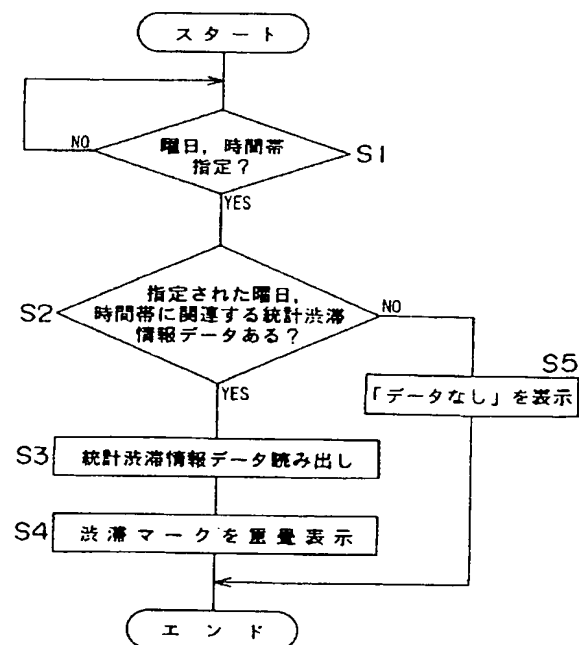 スタート
NO
曜日，時間帯
指定？
S1
YES
S2
指定された曜日，
時間帯に関連する統計渋滞
情報データある？
NO
YES
S5
「データなし」を表示
S3
統計渋滞情報データ読み出し
S4
渋滞マークを重畳表示
エンド